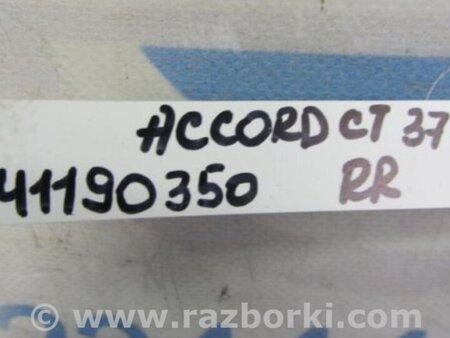 ACCORD CT 37
41190350 RR
www.razborki.com